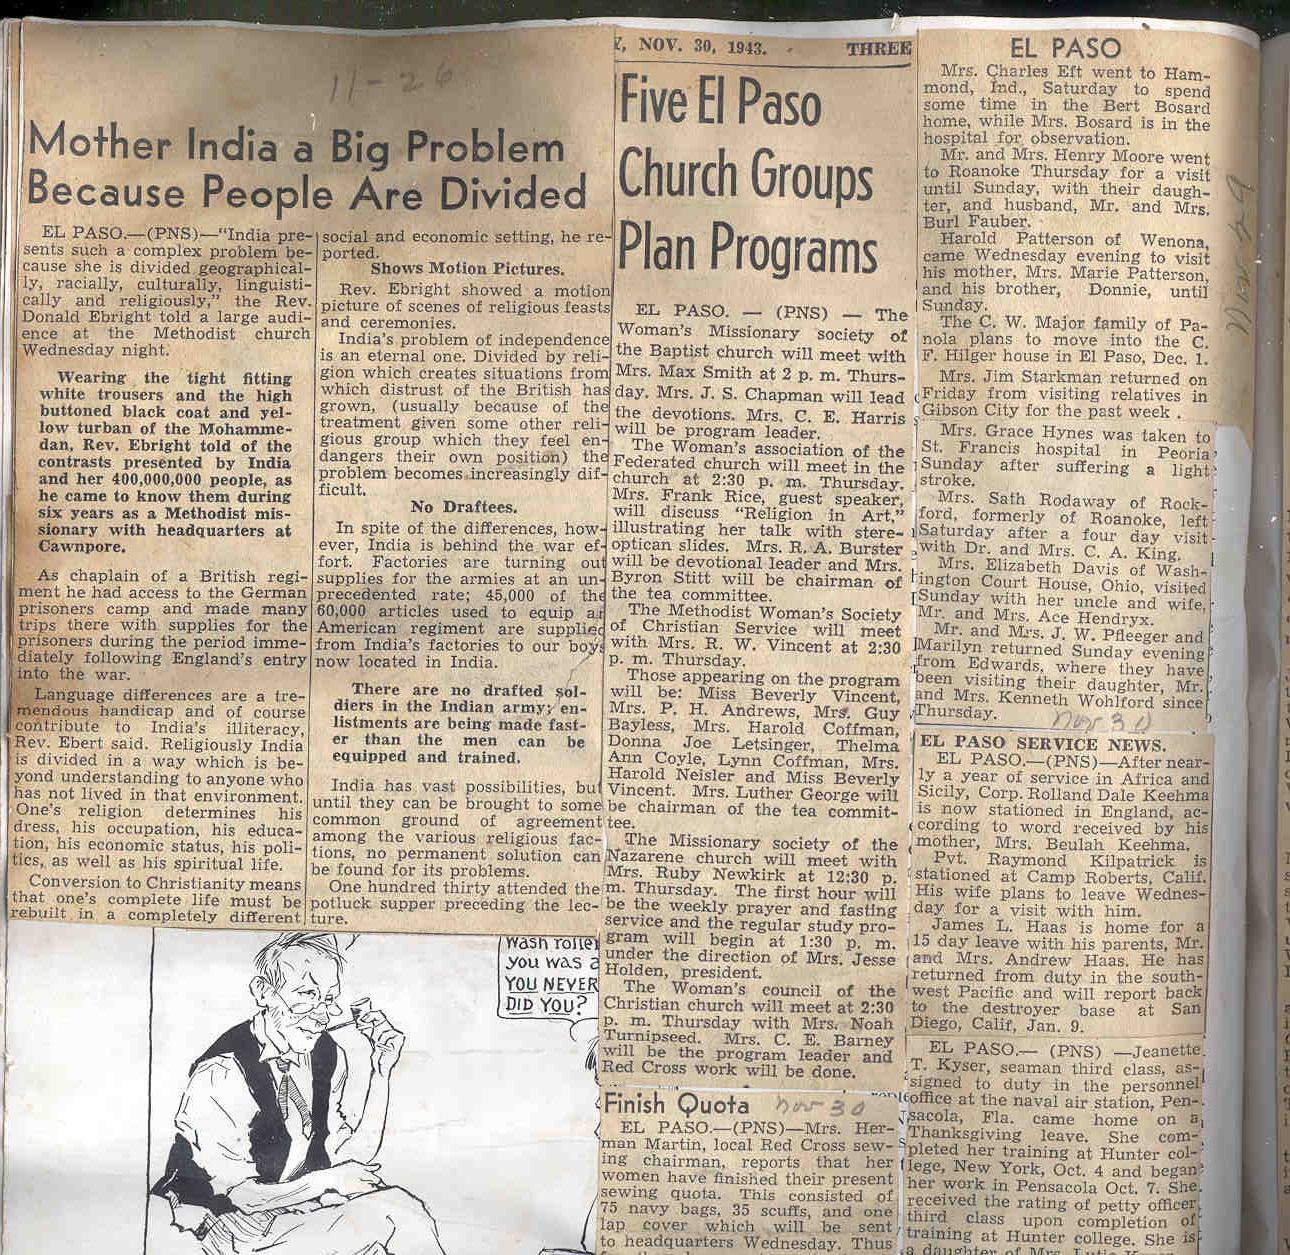 11-26
Mother India a Big Problem
Because People Are Divided
EL PASO.—(PNS)—“India pre-
sents such a complex problem be-
cause she is divided geographical-
ly, racially, culturally, linguisti-
cally and religiously,” the Rev.
Donald Ebright told a large audi-
ence at the Methodist church
Wednesday night.
Wearing the tight fitting
white trousers and the high
buttoned black coat and yel-
low turban of the Mohamme-
dan, Rev. Ebright told of the
contrasts presented by India
and her 400,000,000 people, as
he came to know them during
six years as a Methodist mis-
sionary with headquarters at
Cawnpore.
As chaplain of a British regi-
ment he had access to the German
prisoners camp and made many
trips there with supplies for the
prisoners during the period imme-
diately following England’s entry
into the war.
Language differences are a tre-
mendous handicap and of course
contribute to India’s illiteracy,
Rev. Ebert said. Religiously India
is divided in a way which is be-
yond understanding to anyone who
has not lived in that environment.
One’s religion determines his
dress, his occupation, his educa-
tion, his economic status, his poli-
tics, as well as his spiritual life.
Conversion to Christianity means
that one’s complete life must be
rebuilt in a completely different
social and economic setting, he re-
ported.
Shows Motion Pictures.
Rev. Ebright showed a motion
picture of scenes of religious feasts
and ceremonies.
India’s problem of independence
is an eternal one. Divided by reli-
gion which creates situations from
which distrust of the British has
grown, (usually because of the
treatment given some other reli-
gious group which they feel en-
dangers their own position) the
problem becomes increasingly dif-
ficult.
No Draftees.
In spite of the differences, how-
ever, India is behind the war ef-
fort. Factories are turning out
supplies for the armies at an un-
precedented rate; 45,000 of the
60,000 articles used to equip an
American regiment are supplied
from India’s factories to our boys
now located in India.
There are no drafted sol-
diers in the Indian army; en-
listments are being made fast-
er than the men can be
equipped and trained.
India has vast possibilities, but
until they can be brought to some
common ground of agreement
among the various religious fac-
tions, no permanent solution can
be found for its problems.
One hundred thirty attended the
potluck supper preceding the lec-
ture.
wash
you was a
YOU NEVER
DID YOU?
Y, NOV. 30, 1943. THREE
Five El Paso
Church Groups
Plan Programs
EL PASO. — (PNS) — The
Woman’s Missionary society of
the Baptist church will meet with
Mrs. Max Smith at 2 p. m. Thurs-
day. Mrs. J. S. Chapman will lead
the devotions. Mrs. C. E. Harris
will be program leader.
The Woman’s association of the
Federated church will meet in the
church at 2:30 p. m. Thursday.
Mrs. Frank Rice, guest speaker,
will discuss “Religion in Art,”
illustrating her talk with stere-
optican slides. Mrs. R. A. Burster
will be devotional leader and Mrs.
Byron Stitt will be chairman of
the tea committee.
The Methodist Woman’s Society
of Christian Service will meet
with Mrs. R. W. Vincent at 2:30
p. m. Thursday.
Those appearing on the program
will be: Miss Beverly Vincent,
Mrs. P. H. Andrews, Mrs. Guy
Bayless, Mrs. Harold Coffman,
Donna Joe Letsinger, Thelma
Ann Coyle, Lynn Coffman, Mrs.
Harold Neisler and Miss Beverly
Vincent. Mrs. Luther George will
be chairman of the tea commit-
tee.
The Missionary society of the
Nazarene church will meet with
Mrs. Ruby Newkirk at 12:30 p.
m. Thursday. The first hour will
be the weekly prayer and fasting
service and the regular study pro-
gram will begin at 1:30 p. m.
under the direction of Mrs. Jesse
Holden, president.
The Woman’s council of the
Christian church will meet at 2:30
p. m. Thursday with Mrs. Noah
Turnipseed. Mrs. C. E. Barney
will be the program leader and
Red Cross work will be done.
Finish Quota Nov 30
EL PASO.—(PNS)—Mrs. Her-
man Martin, local Red Cross sew-
ing chairman, reports that her
women have finished their present
sewing quota. This consisted of
75 navy bags, 35 scuffs, and one
lap cover which will be sent
to headquarters Wednesday. Thus
EL PASO
Mrs. Charles Eft went to Ham-
mond, Ind., Saturday to spend
some time in the Bert Bosard
home, while Mrs. Bosard is in the
hospital for observation.
Mr. and Mrs. Henry Moore went
to Roanoke Thursday for a visit
until Sunday, with their daugh-
ter, and husband, Mr. and Mrs.
Burl Fauber.
Harold Patterson of Wenona,
came Wednesday evening to visit
his mother, Mrs. Marie Patterson,
and his brother, Donnie, until
Sunday.
The C. W. Major family of Pa-
nola plans to move into the C.
F. Hilger house in El Paso, Dec. 1.
Mrs. Jim Starkman returned on
Friday from visiting relatives in
Gibson City for the past week .
Mrs. Grace Hynes was taken to
St. Francis hospital in Peoria
Sunday after suffering a light
stroke.
Mrs. Sath Rodaway of Rock-
ford, formerly of Roanoke, left
Saturday after a four day visit
with Dr. and Mrs. C. A. King.
Mrs. Elizabeth Davis of Wash-
ington Court House, Ohio, visited
Sunday with her uncle and wife,
Mr. and Mrs. Ace Hendryx.
Mr. and Mrs. J. W. Pfleeger and
Marilyn returned Sunday evening
from Edwards, where they have
been visiting their daughter, Mr.
and Mrs. Kenneth Wohlford since
Thursday.
Nov 30
EL PASO SERVICE NEWS.
EL PASO.—(PNS)—After near-
ly a year of service in Africa and
Sicily, Corp. Rolland Dale Keehma
is now stationed in England, ac-
cording to word received by his
mother, Mrs. Beulah Keehma.
Pvt. Raymond Kilpatrick is
stationed at Camp Roberts, Calif.
His wife plans to leave Wednes-
day for a visit with him.
James L. Haas is home for a
15 day leave with his parents, Mr.
and Mrs. Andrew Haas. He has
returned from duty in the south-
west Pacific and will report back
to the destroyer base at San
Diego, Calif, Jan. 9.
EL PASO.— (PNS) —Jeanette
T. Kyser, seaman third class, as-
signed to duty in the personnel
office at the naval air station, Pen-
sacola, Fla. came home on a
Thanksgiving leave. She com-
pleted her training at Hunter col-
lege, New York, Oct. 4 and began
her work in Pensacola Oct. 7. She
received the rating of petty officer
third class upon completion of
training at Hunter college. She is
a daughter of Mrs.